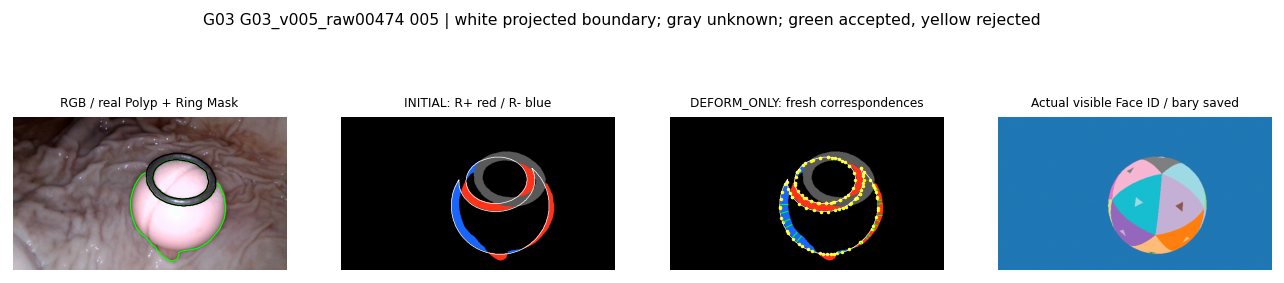 G03 G03_v005_raw00474 005 | white projected boundary; gray unknown; green accepted, yellow rejected
RGB / real Polyp + Ring Mask
INITIAL: R+ red / R- blue
DEFORM_ONLY: fresh correspondences
Actual visible Face ID / bary saved